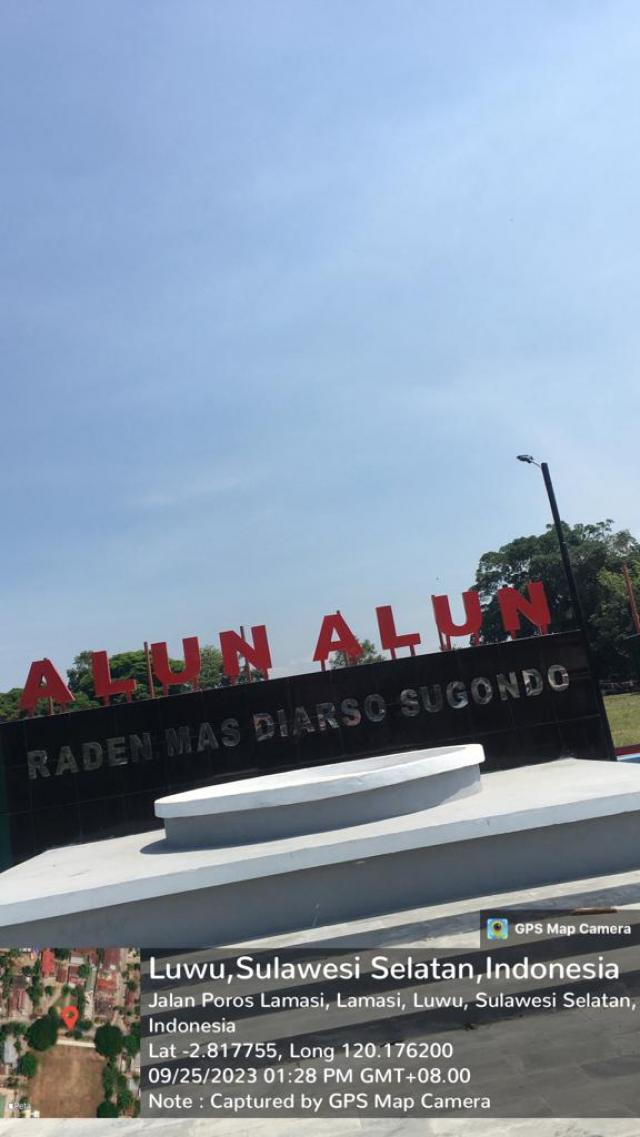 ALUN ALUN
RADEN MAS DIARSO SUGONDO
GPS Map Camera
Luwu,Sulawesi Selatan,Indonesia
Jalan Poros Lamasi, Lamasi, Luwu, Sulawesi Selatan,
Indonesia
Lat -2.817755, Long 120.176200
09/25/2023 01:28 PM GMT+08.00
Note : Captured by GPS Map Camera
Peta